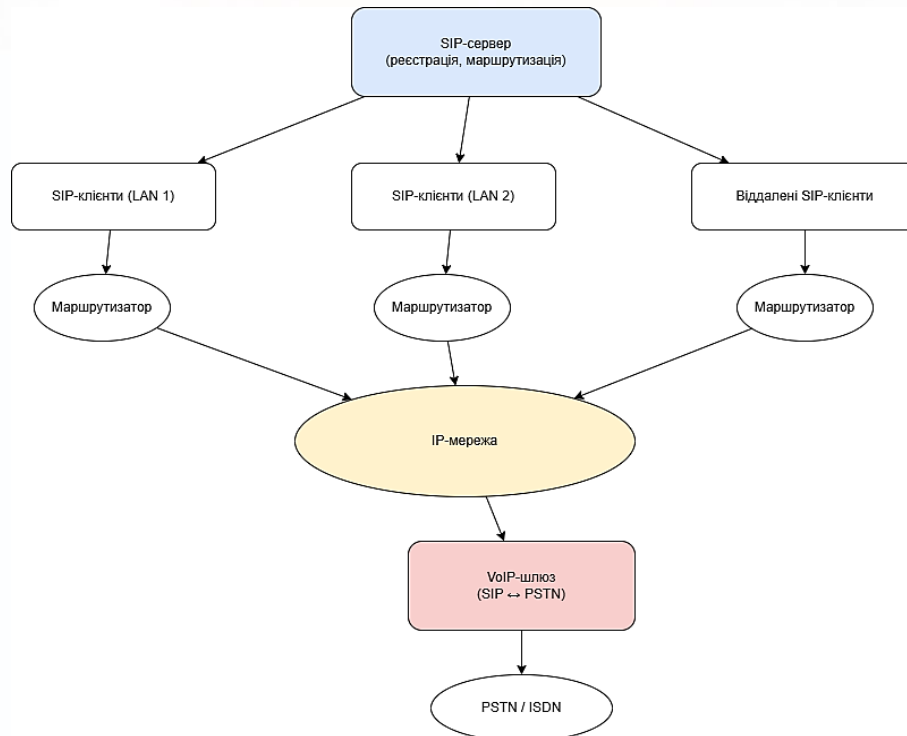 SIP-сервер
(реєстрація, маршрутизація)
SIP-клієнти (LAN 1)
SIP-клієнти (LAN 2)
Віддалені SIP-клієнти
Маршрутизатор
Маршрутизатор
Маршрутизатор
IP-мережа
VoIP-шлюз
(SIP ↔ PSTN)
PSTN / ISDN